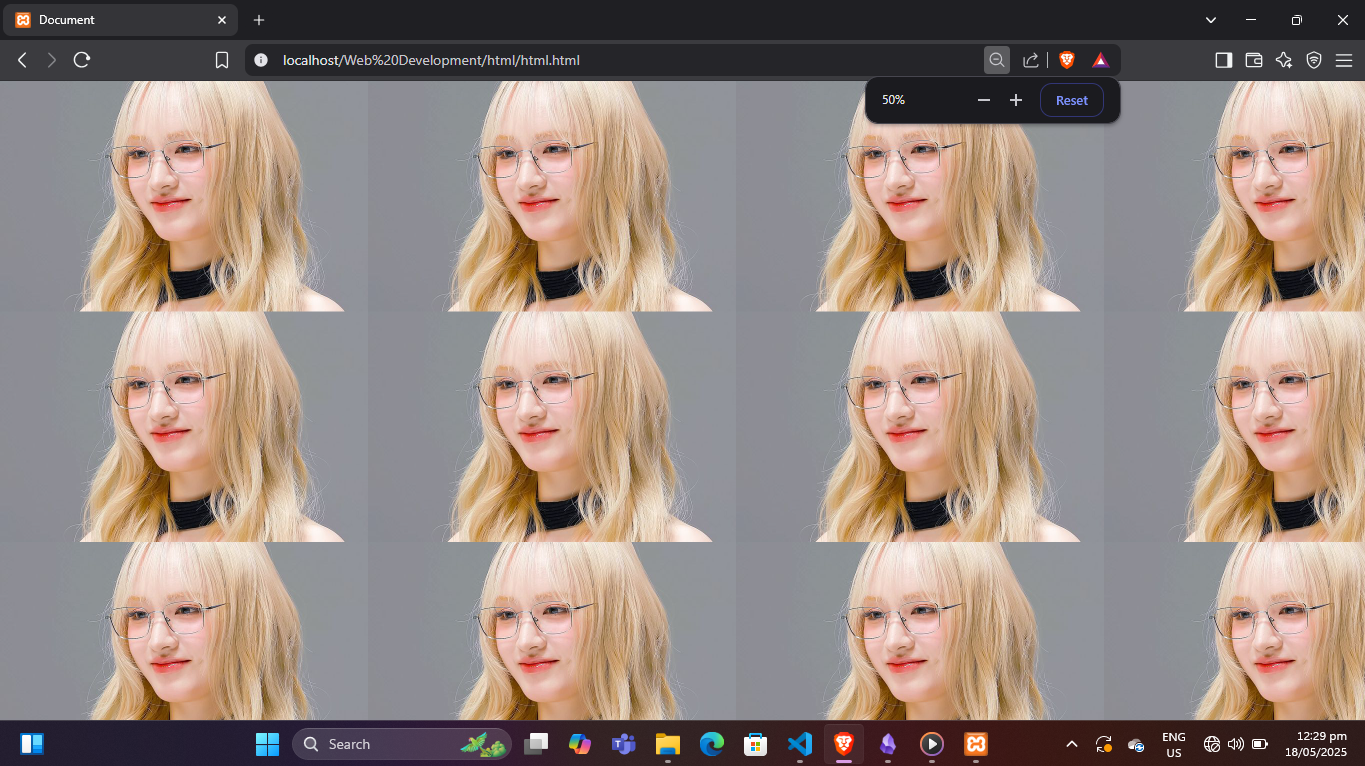 Document
localhost/Web%20Development/html/html.html
50%
Reset
Search
ENG
US
12:29 pm
18/05/2025